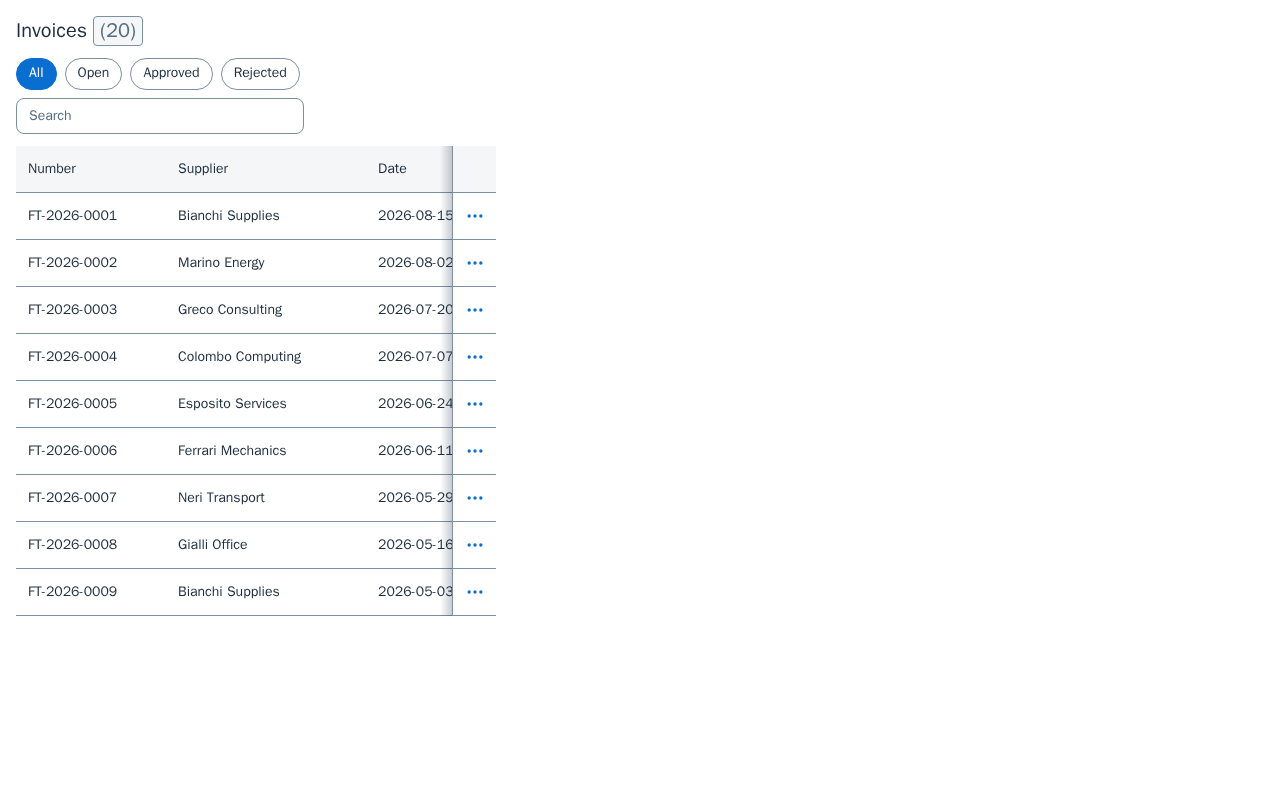 Invoices (20)
All Open Approved Rejected
Search
Number Supplier Date
FT-2026-0001 Bianchi Supplies 2026-08-15
FT-2026-0002 Marino Energy 2026-08-02
FT-2026-0003 Greco Consulting 2026-07-20
FT-2026-0004 Colombo Computing 2026-07-07
FT-2026-0005 Esposito Services 2026-06-24
FT-2026-0006 Ferrari Mechanics 2026-06-11
FT-2026-0007 Neri Transport 2026-05-29
FT-2026-0008 Gialli Office 2026-05-16
FT-2026-0009 Bianchi Supplies 2026-05-03